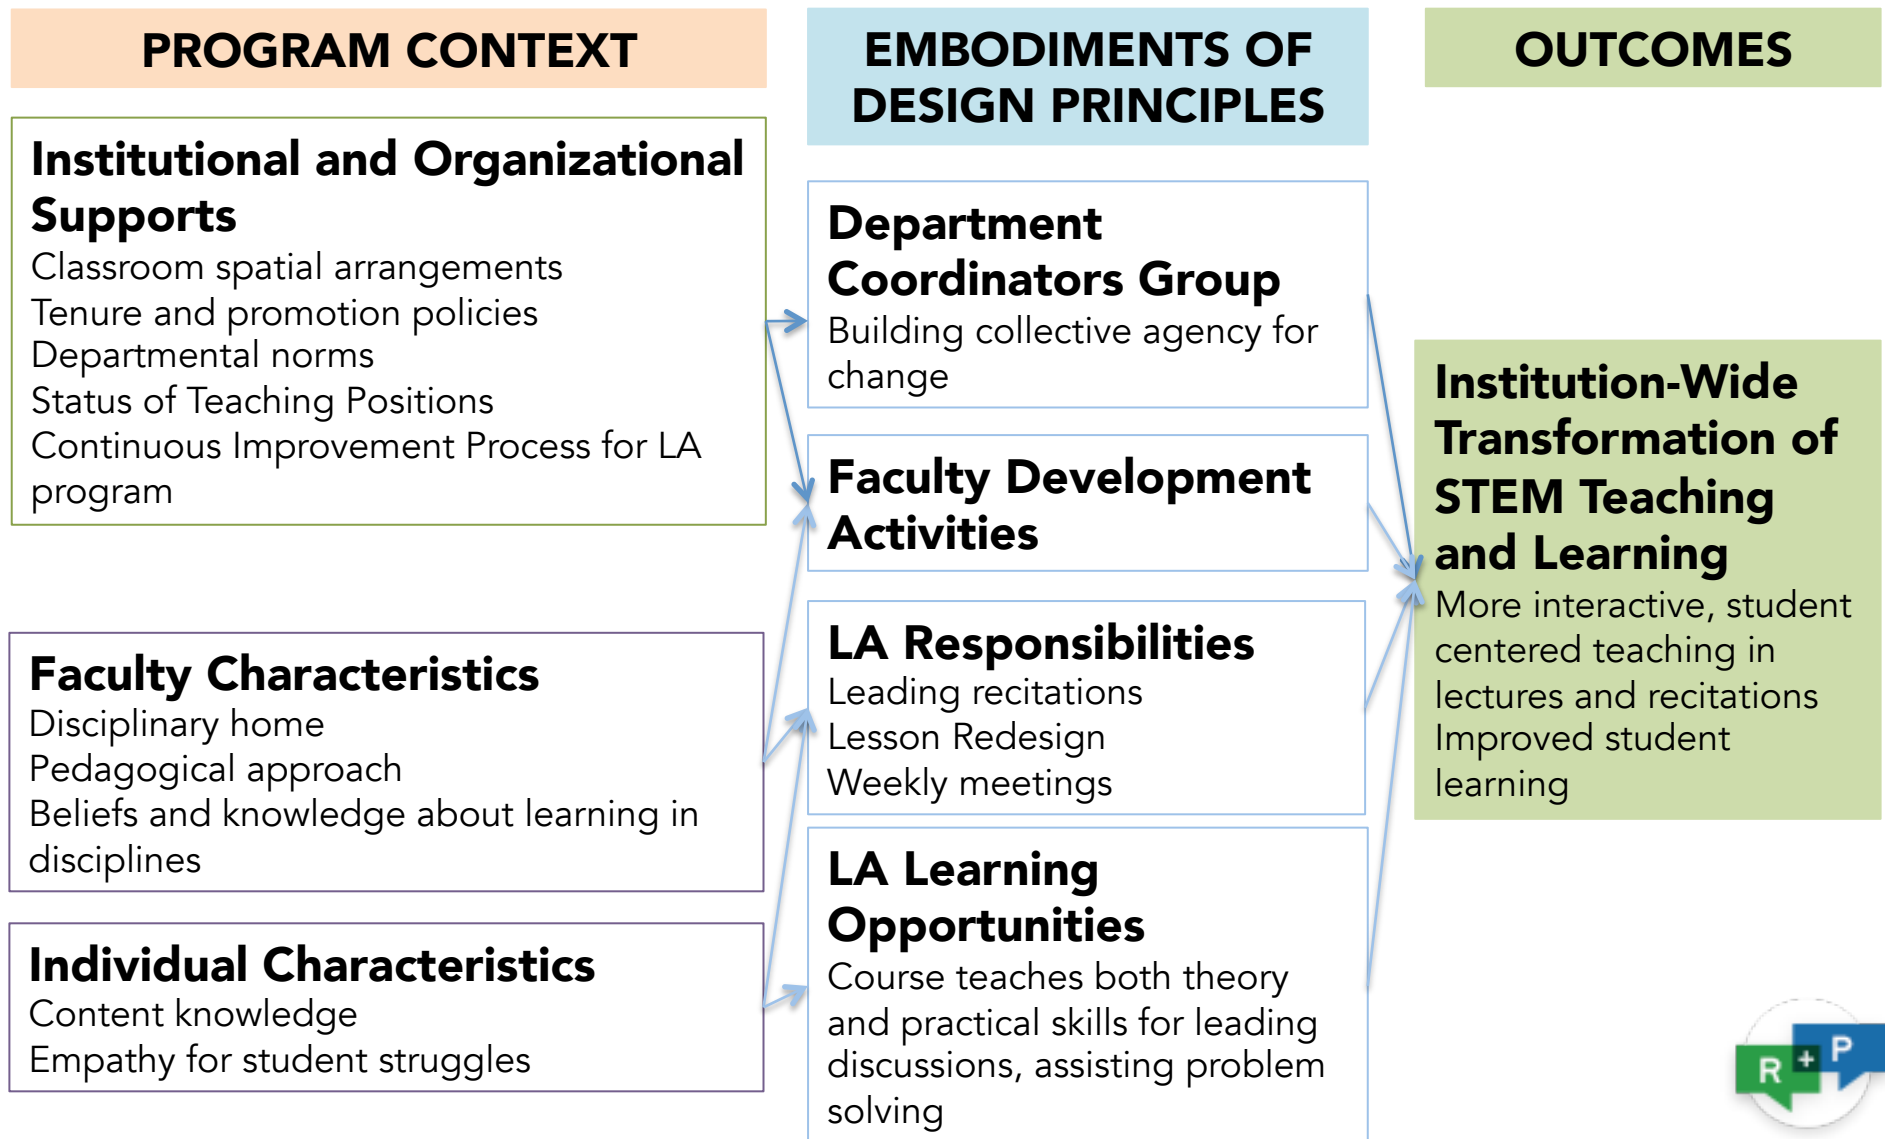 PROGRAM CONTEXT
Institutional and Organizational
Supports
Classroom spatial arrangements
Tenure and promotion policies
Departmental norms
Status of Teaching Positions
Continuous Improvement Process for LA
program
Faculty Characteristics
Disciplinary home
Pedagogical approach
Beliefs and knowledge about learning in
disciplines
Individual Characteristics
Content knowledge
Empathy for student struggles
EMBODIMENTS OF
DESIGN PRINCIPLES
Department
Coordinators Group
Building collective agency for
change
Faculty Development
Activities
LA Responsibilities
Leading recitations
Lesson Redesign
Weekly meetings
LA Learning
Opportunities
Course teaches both theory
and practical skills for leading
discussions, assisting problem
solving
OUTCOMES
Institution-Wide
Transformation of
STEM Teaching
and Learning
More interactive, student
centered teaching in
lectures and recitations
Improved student
learning
R + P